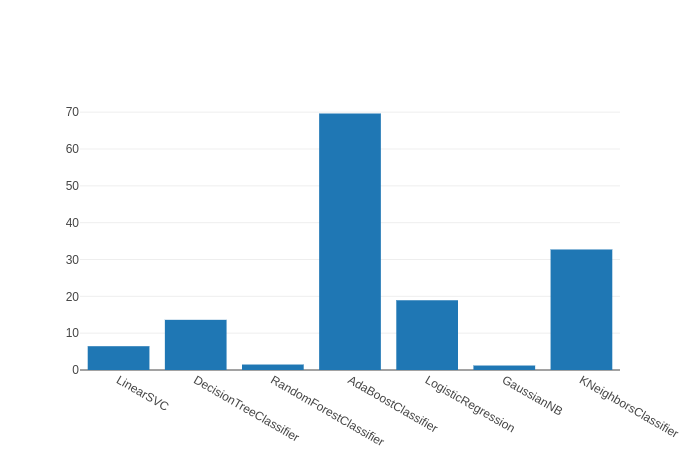 70
60
50
40
30
20
10
0
LinearSVC
DecisionTreeClassifier
RandomForestClassifier
AdaBoostClassifier
LogisticRegression
GaussianNB
KNeighborsClassifier